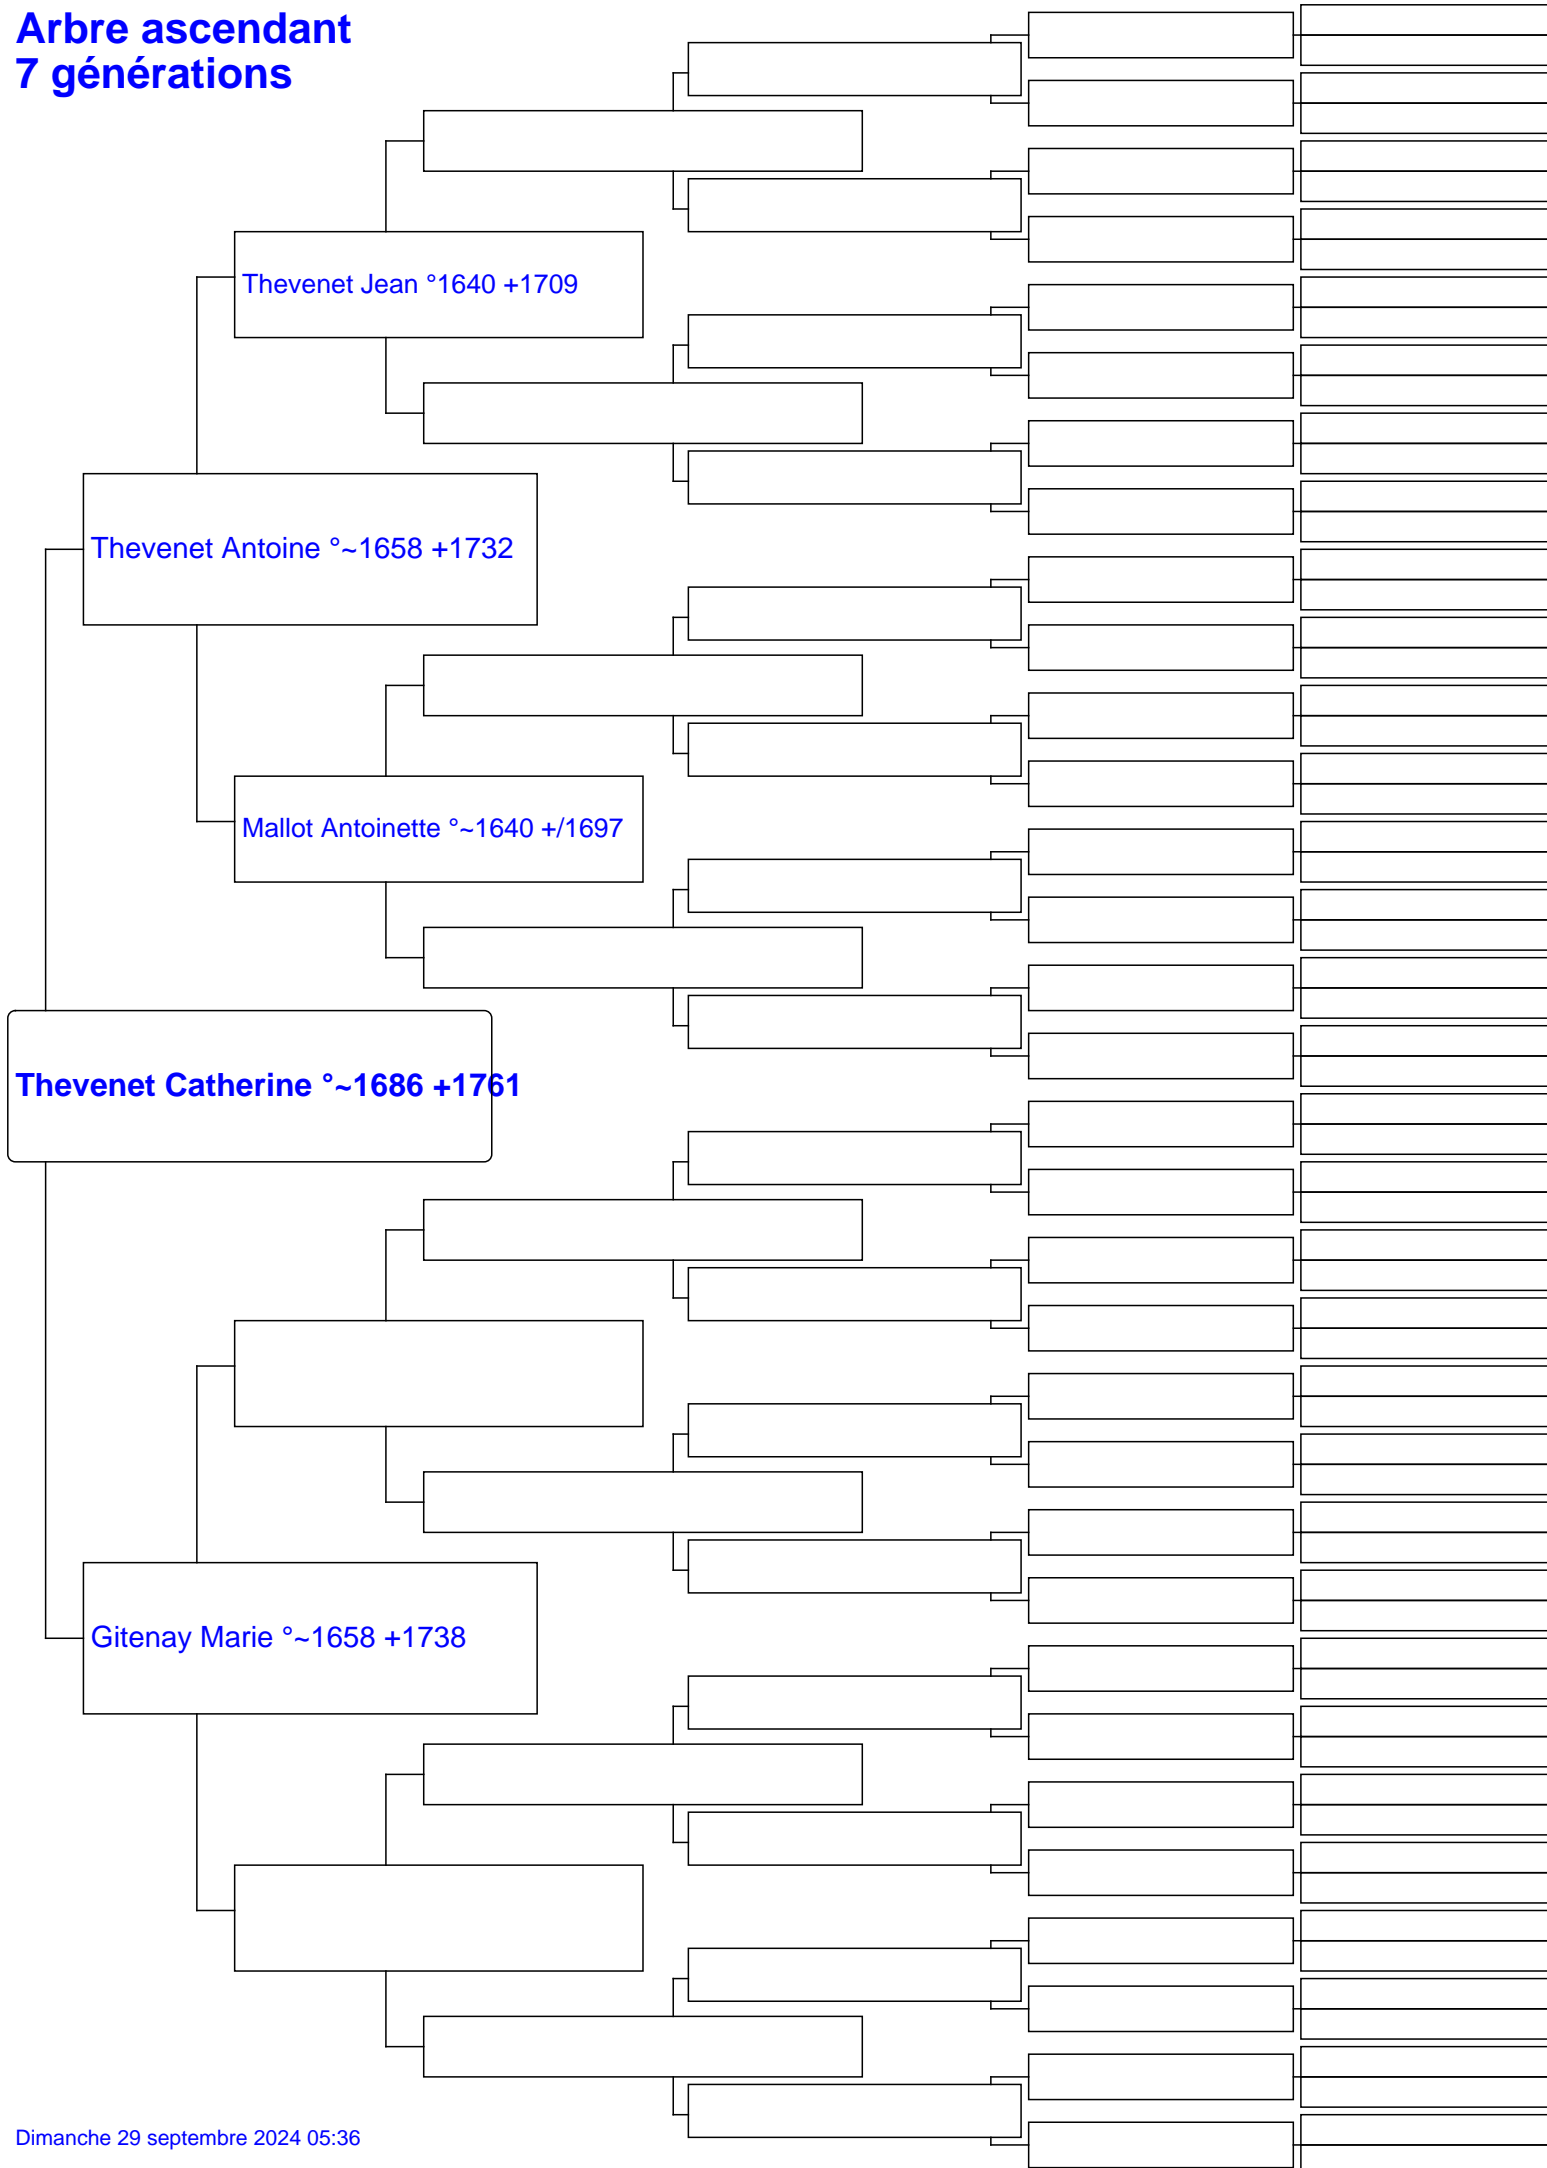 Arbre ascendant
7 générations
Thevenet Jean °1640 +1709
Thevenet Antoine °~1658 +1732
Mallot Antoinette °~1640 +/1697
Thevenet Catherine °~1686 +1761
Gitenay Marie °~1658 +1738
Dimanche 29 septembre 2024 05:36